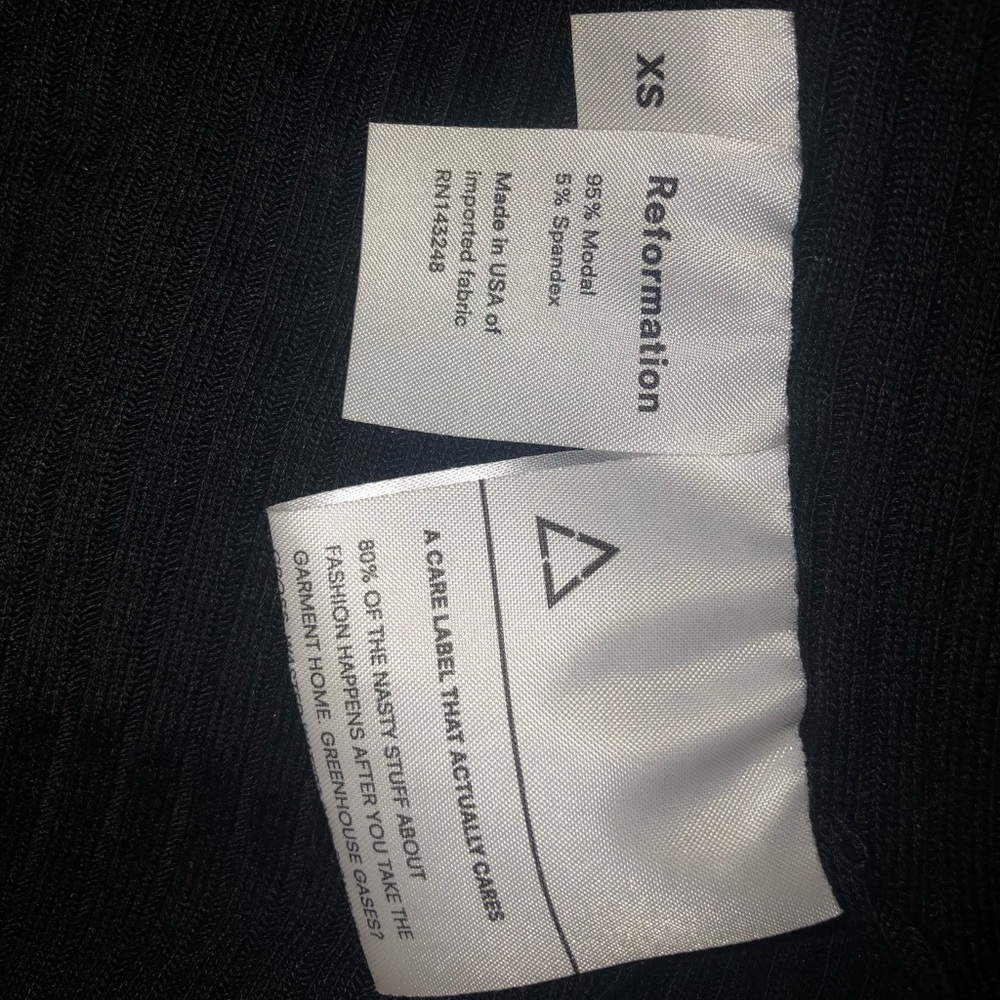 XS
Reformation
95% Modal
5% Spandex
Made in USA of
imported fabric
RN143248
A CARE LABEL THAT ACTUALLY CARES
80% OF THE NASTY STUFF ABOUT
FASHION HAPPENS AFTER YOU TAKE THE
GARMENT HOME. GREENHOUSE GASES?